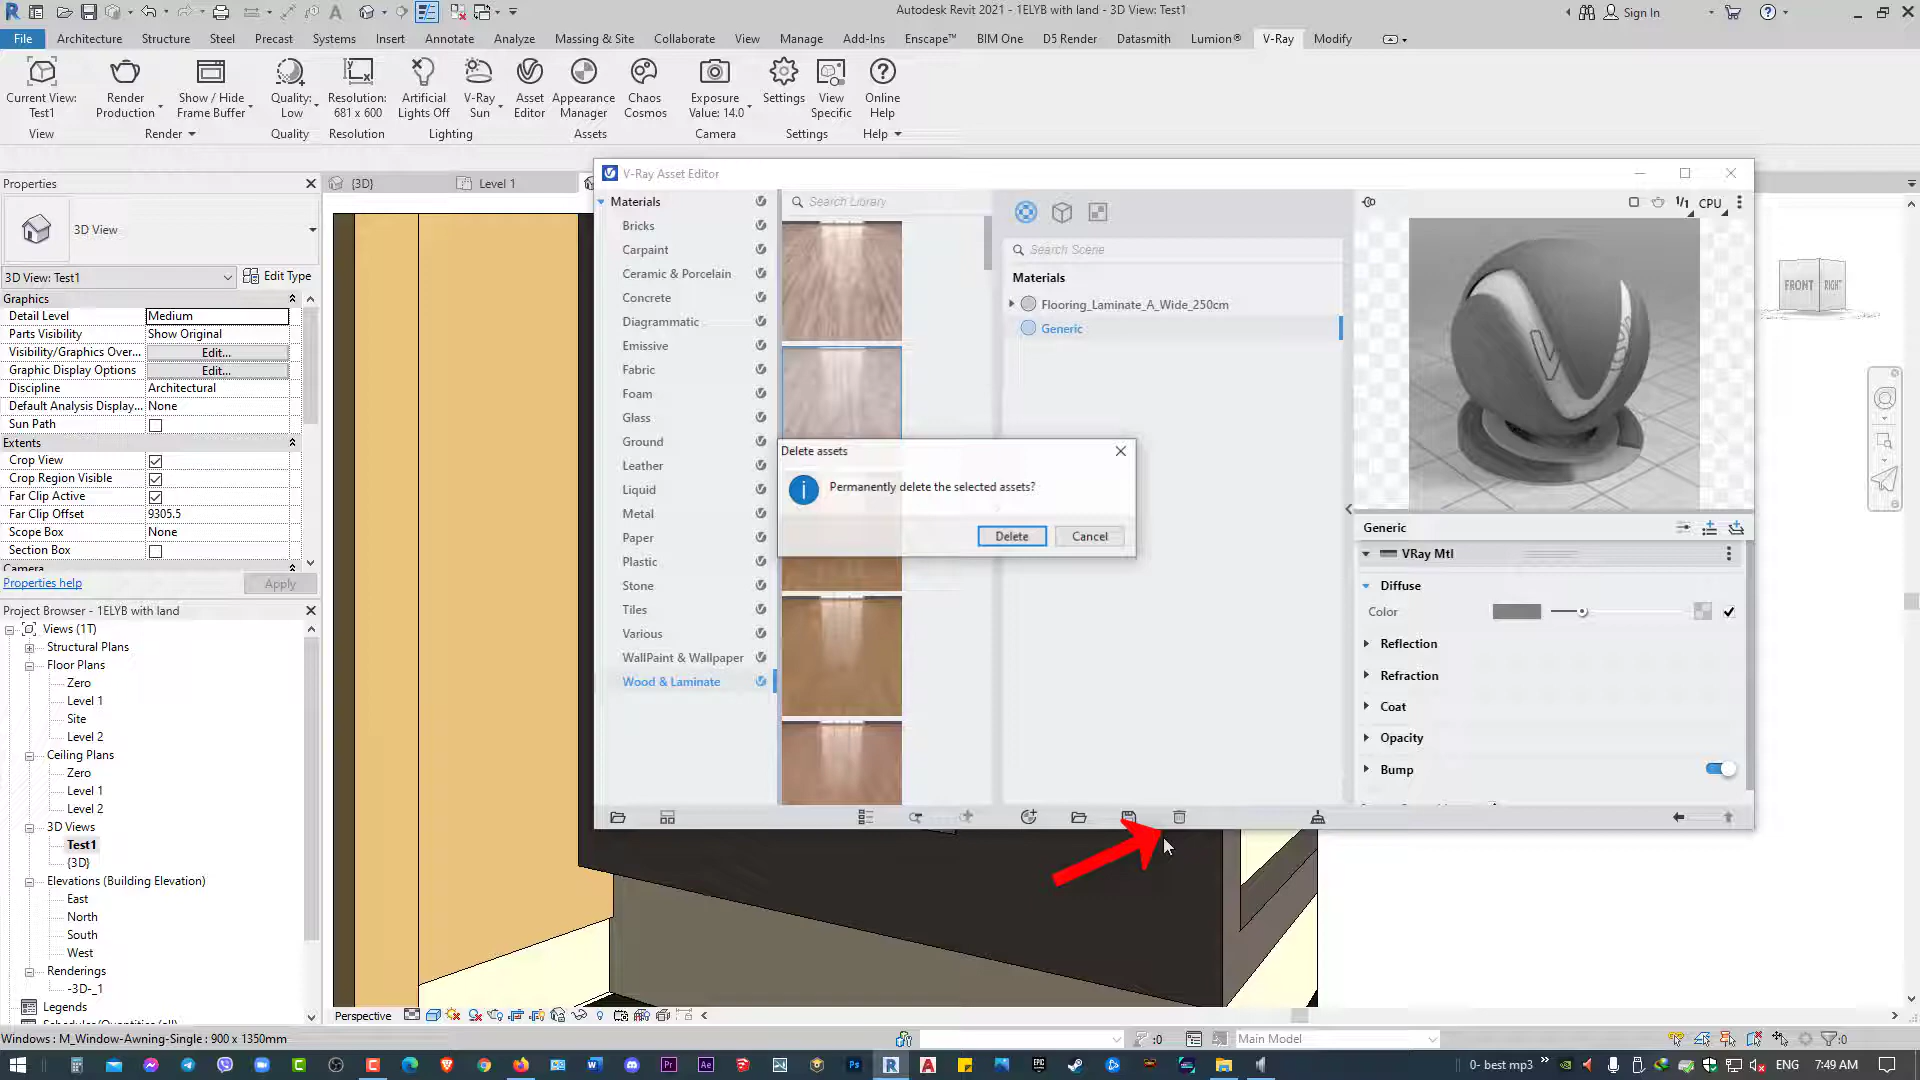 Autodesk Revit 2021 - 1ELYB with land - 3D View: Test1
Sign In
File Architecture Structure Steel Precast Systems Insert Annotate Analyze Massing & Site Collaborate View Manage Add-Ins Enscape™ BIM One D5 Render Datasmith Lumion® V-Ray Modify
Current View: Test1
Render Production
Show / Hide Frame Buffer
Quality: Low
Resolution: 681 x 600
Artificial Lights Off
V-Ray Sun
Asset Editor
Appearance Manager
Chaos Cosmos
Exposure Value: 14.0
Settings
View Specific
Online Help
View Render Quality Resolution Lighting Assets Camera Settings Help
Properties
{3D}
Level 1
3D View
3D View: Test1
Edit Type
Graphics
Detail Level Medium
Parts Visibility Show Original
Visibility/Graphics Over... Edit...
Graphic Display Options Edit...
Discipline Architectural
Default Analysis Display... None
Sun Path
Extents
Crop View
Crop Region Visible
Far Clip Active
Far Clip Offset 9305.5
Scope Box None
Section Box
Camera
Properties help
Apply
Project Browser - 1ELYB with land
Views (1T)
Structural Plans
Floor Plans
Zero
Level 1
Site
Level 2
Ceiling Plans
Zero
Level 1
Level 2
3D Views
Test1
{3D}
Elevations (Building Elevation)
East
North
South
West
Renderings
-3D-_1
Legends
V-Ray Asset Editor
Materials
Bricks
Carpaint
Ceramic & Porcelain
Concrete
Diagrammatic
Emissive
Fabric
Foam
Glass
Ground
Leather
Liquid
Metal
Paper
Plastic
Stone
Tiles
Various
WallPaint & Wallpaper
Wood & Laminate
Search Library
Search Scene
Materials
Flooring_Laminate_A_Wide_250cm
Generic
Delete assets
Permanently delete the selected assets?
Delete
Cancel
1/1
CPU
Generic
VRay Mtl
Diffuse
Color
Reflection
Refraction
Coat
Opacity
Bump
FRONT
RIGHT
Perspective
Windows : M_Window-Awning-Single : 900 x 1350mm
:0
Main Model
:0
0- best mp3
ENG
7:49 AM